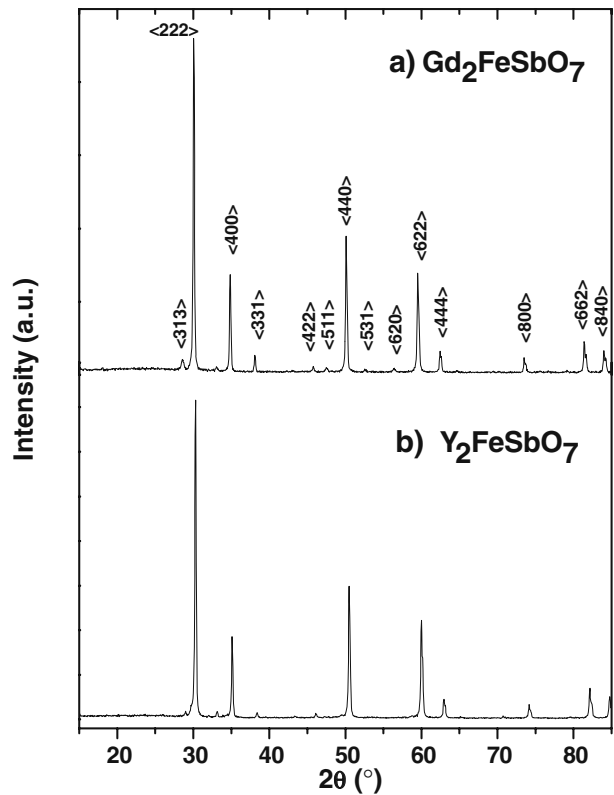 <222>
a) Gd₂FeSbO₇
<313>
<400>
<331>
<422>
<511>
<440>
<531>
<620>
<622>
<444>
<800>
<662>
<840>
Intensity (a.u.)
b) Y₂FeSbO₇
20 30 40 50 60 70 80
2θ (°)